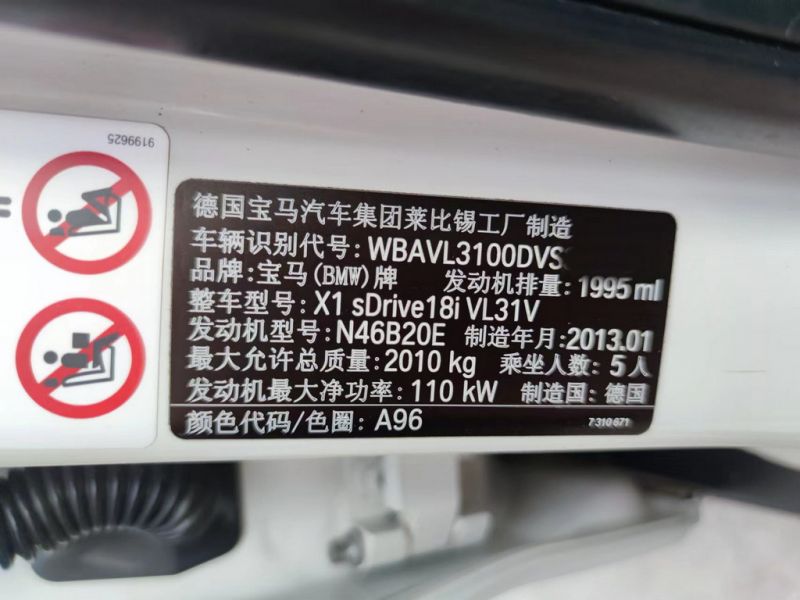 9199625
德国宝马汽车集团莱比锡工厂制造
车辆识别代号: WBAVL3100DVS
品牌: 宝马(BMW)牌 发动机排量: 1995 ml
整车型号: X1 sDrive18i VL31V
发动机型号: N46B20E 制造年月: 2013.01
最大允许总质量: 2010 kg 乘坐人数: 5人
发动机最大净功率: 110 kW 制造国: 德国
颜色代码/色圈: A96 7310871